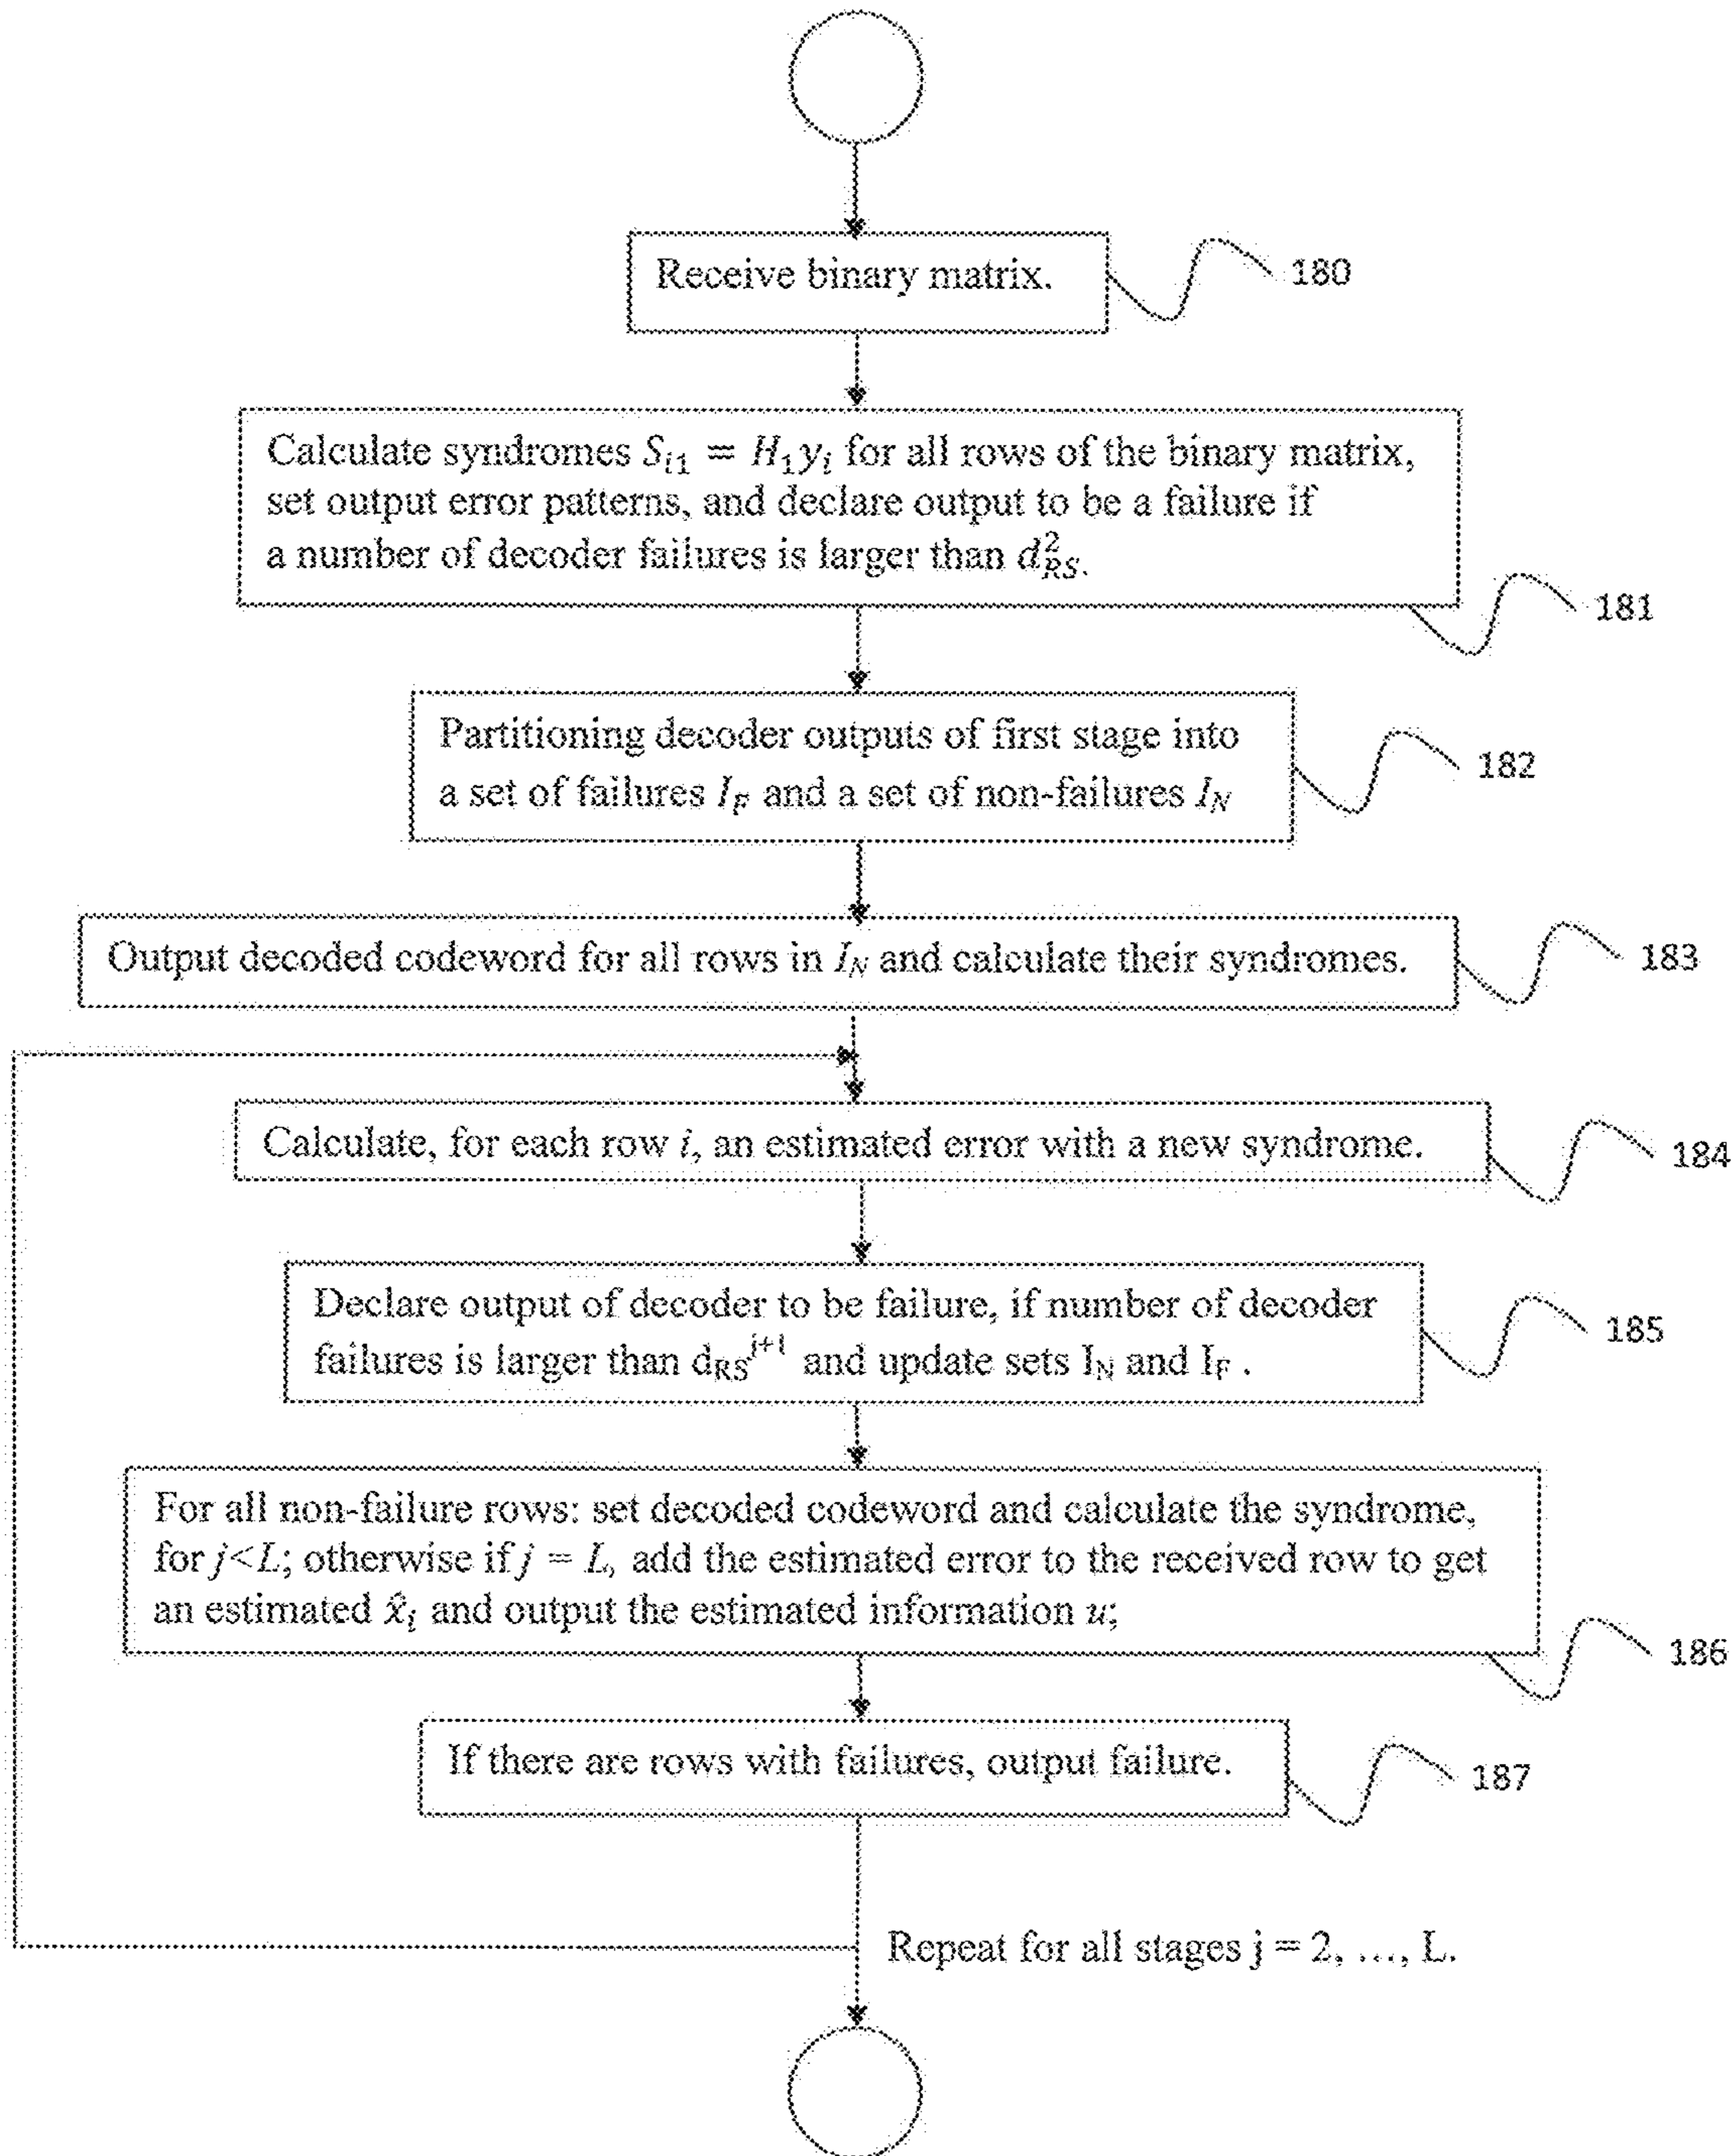 Receive binary matrix.
180
Calculate syndromes S_{i1} = H_1 y_i for all rows of the binary matrix,
set output error patterns, and declare output to be a failure if
a number of decoder failures is larger than d_{RS}^2.
181
Partitioning decoder outputs of first stage into
a set of failures I_F and a set of non-failures I_N
182
Output decoded codeword for all rows in I_N and calculate their syndromes.
183
Calculate, for each row i, an estimated error with a new syndrome.
184
Declare output of decoder to be failure, if number of decoder
failures is larger than d_{RS}^{j+1} and update sets I_N and I_F .
185
For all non-failure rows: set decoded codeword and calculate the syndrome,
for j<L; otherwise if j = L, add the estimated error to the received row to get
an estimated x̂_i and output the estimated information u;
186
If there are rows with failures, output failure.
187
Repeat for all stages j = 2, …, L.